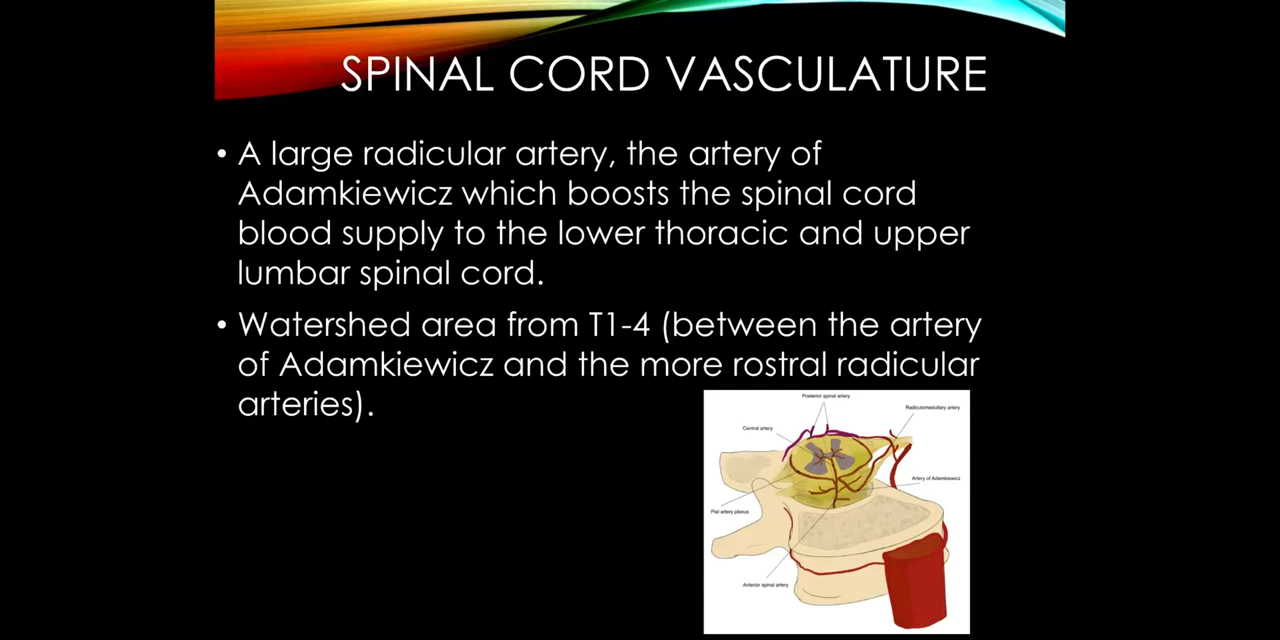 SPINAL CORD VASCULATURE
• A large radicular artery, the artery of
Adamkiewicz which boosts the spinal cord
blood supply to the lower thoracic and upper
lumbar spinal cord.
• Watershed area from T1-4 (between the artery
of Adamkiewicz and the more rostral radicular
arteries).
Posterior spinal artery
Radiculomedullary artery
Central artery
Artery of Adamkiewicz
Pial artery plexus
Anterior spinal artery